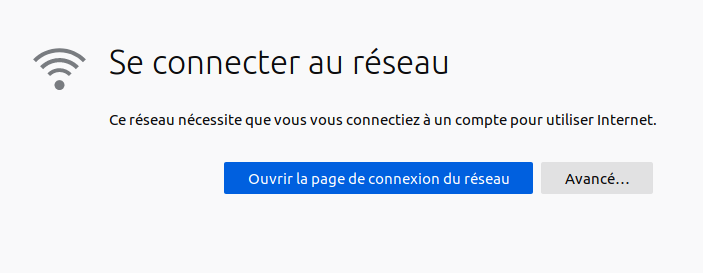 Se connecter au réseau
Ce réseau nécessite que vous vous connectiez à un compte pour utiliser Internet.
Ouvrir la page de connexion du réseau
Avancé…